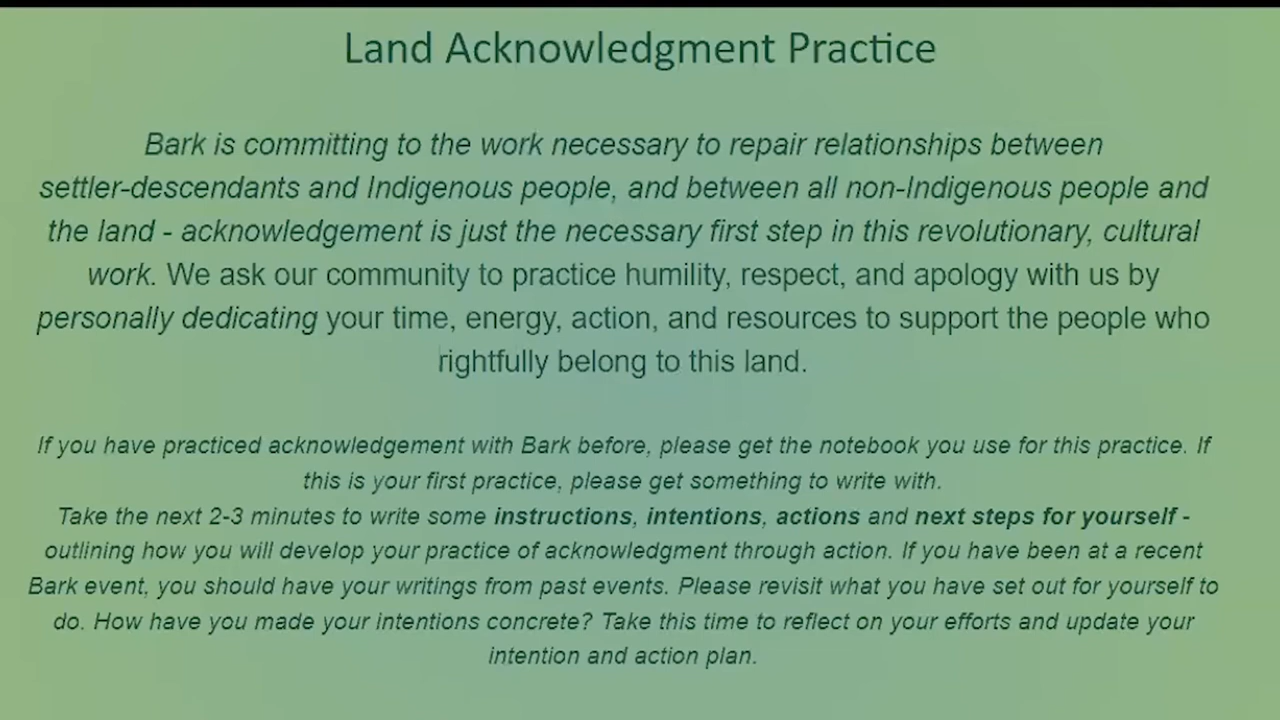 Land Acknowledgment Practice
Bark is committing to the work necessary to repair relationships between
settler-descendants and Indigenous people, and between all non-Indigenous people and
the land - acknowledgement is just the necessary first step in this revolutionary, cultural
work. We ask our community to practice humility, respect, and apology with us by
personally dedicating your time, energy, action, and resources to support the people who
rightfully belong to this land.
If you have practiced acknowledgement with Bark before, please get the notebook you use for this practice. If
this is your first practice, please get something to write with.
Take the next 2-3 minutes to write some instructions, intentions, actions and next steps for yourself -
outlining how you will develop your practice of acknowledgment through action. If you have been at a recent
Bark event, you should have your writings from past events. Please revisit what you have set out for yourself to
do. How have you made your intentions concrete? Take this time to reflect on your efforts and update your
intention and action plan.